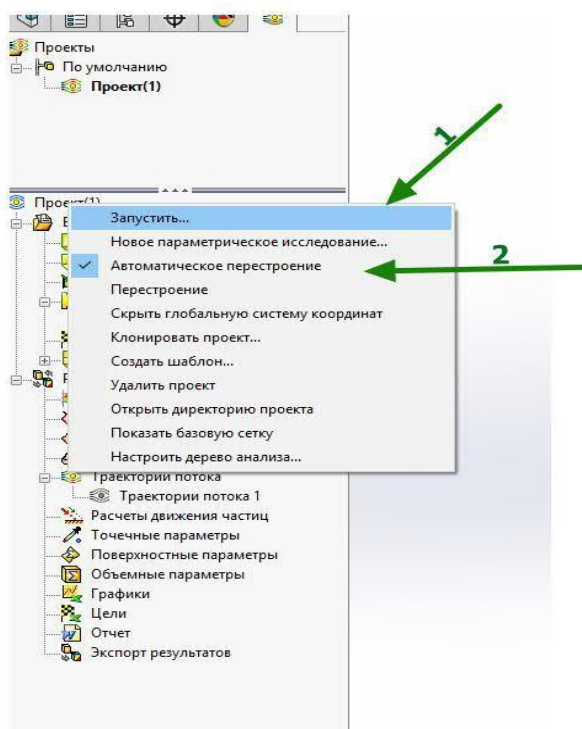 Проекты
По умолчанию
Проект(1)
1
Проект(1)
Запустить...
Новое параметрическое исследование...
Автоматическое перестроение
2
Перестроение
Скрыть глобальную систему координат
Клонировать проект...
Создать шаблон...
Удалить проект
Открыть директорию проекта
Показать базовую сетку
Настроить дерево анализа...
Траектории потока
Траектории потока 1
Расчеты движения частиц
Точечные параметры
Поверхностные параметры
Объемные параметры
Графики
Цели
Отчет
Экспорт результатов